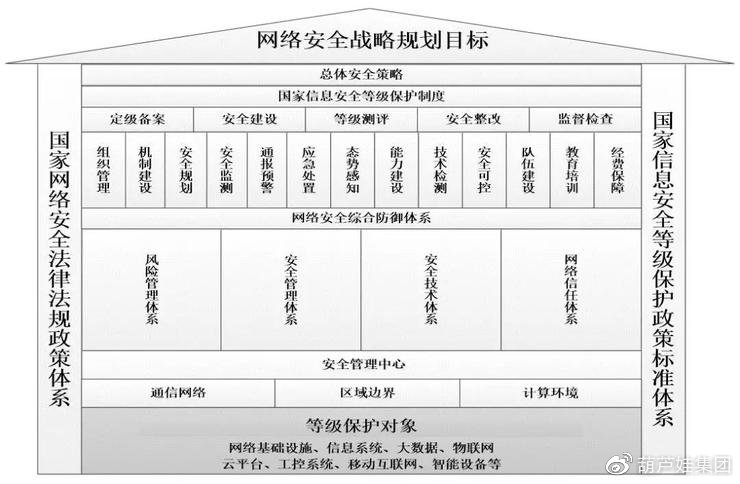 网络安全战略规划目标
国家网络安全法律法规政策体系
总体安全策略
国家信息安全等级保护制度
定级备案 安全建设 等级测评 安全整改 监督检查
组织管理 机制建设 安全规划 安全监测 通报预警 应急处置 态势感知 能力建设 技术检测 安全可控 队伍建设 教育培训 经费保障
网络安全综合防御体系
风险管理体系 安全管理体系 安全技术体系 网络信任体系
安全管理中心
通信网络 区域边界 计算环境
等级保护对象
网络基础设施、信息系统、大数据、物联网
云平台、工控系统、移动互联网、智能设备等
国家信息安全等级保护政策标准体系
葫芦娃集团